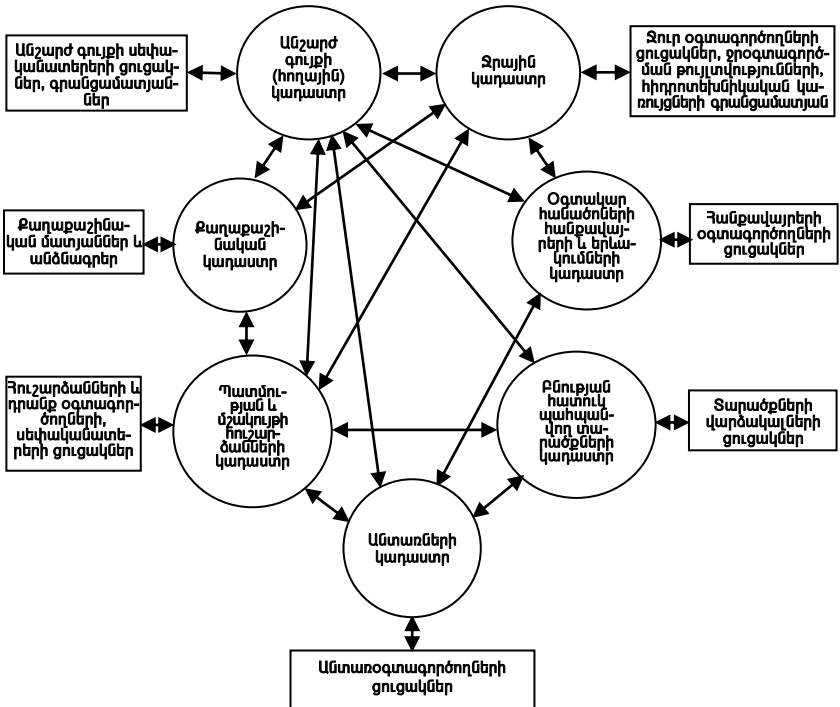 Անշարժ գույքի սեփա-
կանատերերի ցուցակ-
ներ, գրանցամատյան-
ներ
Անշարժ
գույքի
(հողային)
կադաստր
Ջրային
կադաստր
Ջուր օգտագործողների
ցուցակներ, ջրօգտագործ-
ման թույլտվությունների,
հիդրոտեխնիկական կա-
ռույցների գրանցամատյան
Քաղաքաշինա-
կան մատյաններ և
անձնագրեր
Քաղաքաշի-
նական
կադաստր
Օգտակար
հանածոների
հանքավայ-
րերի և երևա-
կումների
կադաստր
Հանքավայրերի
օգտագործողների
ցուցակներ
Հուշարձանների և
դրանք օգտագոր-
ծողների,
սեփականատե-
րերի ցուցակներ
Պատմու-
թյան և
մշակույթի
հուշար-
ձանների
կադաստր
Բնության
հատուկ
պահպան-
վող տա-
րածքների
կադաստր
Տարածքների
վարձակալների
ցուցակներ
Անտառների
կադաստր
Անտառօգտագործողների
ցուցակներ